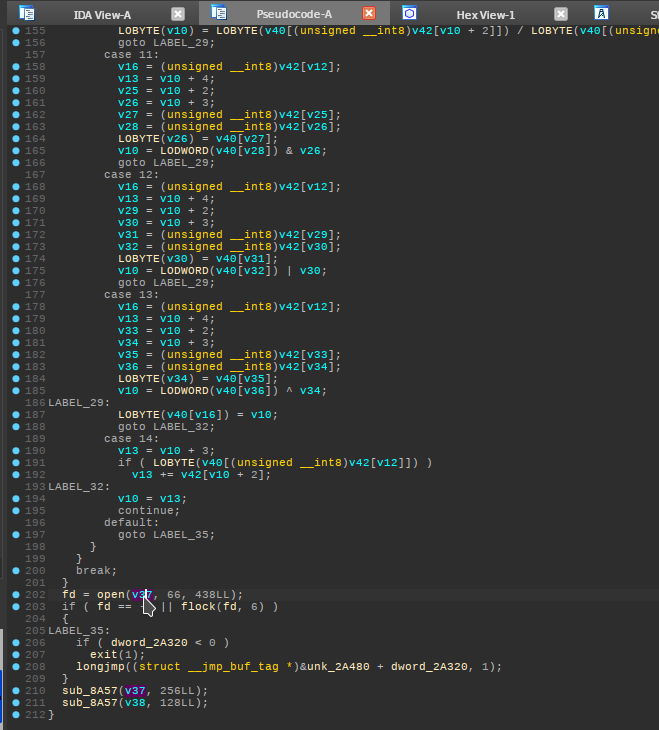 IDA View-A Pseudocode-A Hex View-1 A St
155 LOBYTE(v10) = LOBYTE(v40[(unsigned __int8)v42[v10 + 2]]) / LOBYTE(v40[(unsign
156 goto LABEL_29;
157 case 11:
158 v16 = (unsigned __int8)v42[v12];
159 v13 = v10 + 4;
160 v25 = v10 + 2;
161 v26 = v10 + 3;
162 v27 = (unsigned __int8)v42[v25];
163 v28 = (unsigned __int8)v42[v26];
164 LOBYTE(v26) = v40[v27];
165 v10 = LODWORD(v40[v28]) & v26;
166 goto LABEL_29;
167 case 12:
168 v16 = (unsigned __int8)v42[v12];
169 v13 = v10 + 4;
170 v29 = v10 + 2;
171 v30 = v10 + 3;
172 v31 = (unsigned __int8)v42[v29];
173 v32 = (unsigned __int8)v42[v30];
174 LOBYTE(v30) = v40[v31];
175 v10 = LODWORD(v40[v32]) | v30;
176 goto LABEL_29;
177 case 13:
178 v16 = (unsigned __int8)v42[v12];
179 v13 = v10 + 4;
180 v33 = v10 + 2;
181 v34 = v10 + 3;
182 v35 = (unsigned __int8)v42[v33];
183 v36 = (unsigned __int8)v42[v34];
184 LOBYTE(v34) = v40[v35];
185 v10 = LODWORD(v40[v36]) ^ v34;
186 LABEL_29:
187 LOBYTE(v40[v16]) = v10;
188 goto LABEL_32;
189 case 14:
190 v13 = v10 + 3;
191 if ( LOBYTE(v40[(unsigned __int8)v42[v12]]) )
192 v13 += v42[v10 + 2];
193 LABEL_32:
194 v10 = v13;
195 continue;
196 default:
197 goto LABEL_35;
198 }
199 }
200 break;
201 }
202 fd = open(v37, 66, 438LL);
203 if ( fd == || flock(fd, 6) )
204 {
205 LABEL_35:
206 if ( dword_2A320 < 0 )
207 exit(1);
208 longjmp((struct __jmp_buf_tag *)&unk_2A480 + dword_2A320, 1);
209 }
210 sub_8A57(v37, 256LL);
211 sub_8A57(v38, 128LL);
212 }